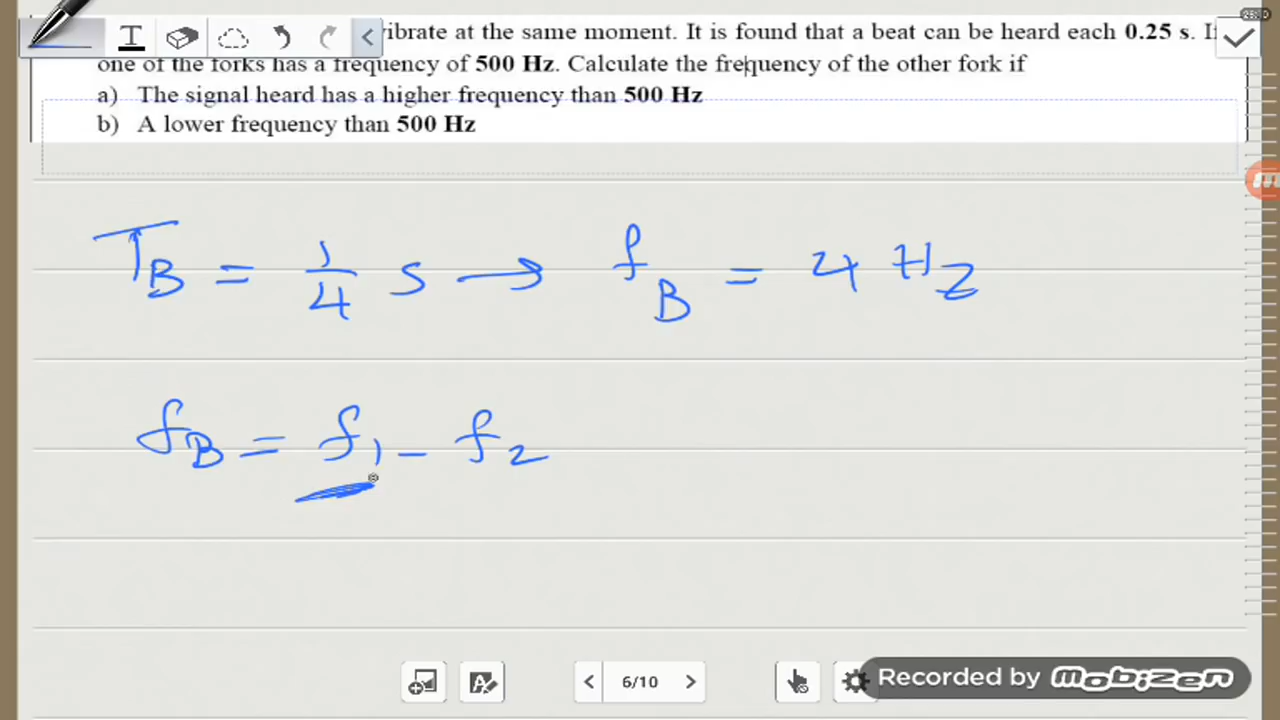 ibrate at the same moment. It is found that a beat can be heard each 0.25 s. If
one of the forks has a frequency of 500 Hz. Calculate the frequency of the other fork if
a) The signal heard has a higher frequency than 500 Hz
b) A lower frequency than 500 Hz
T_B = 1/4 s → f_B = 4 Hz
f_B = f_1 - f_2
6/10
Recorded by mobizen